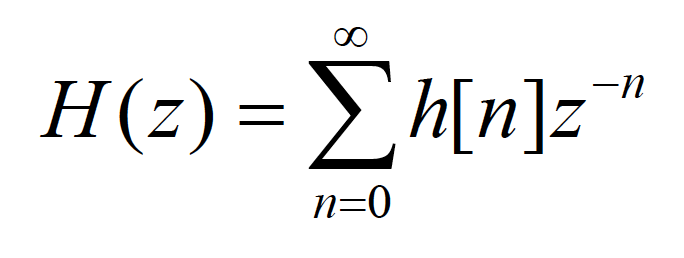 H(z) = ∞∑n=0 h[n]z⁻ⁿ